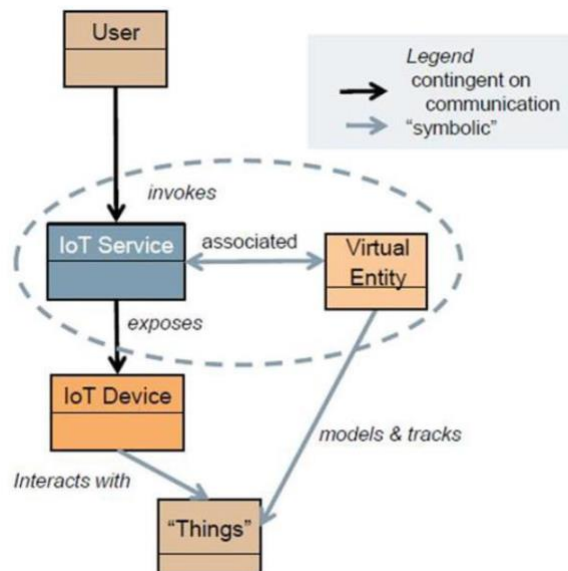 User
Legend
contingent on
communication
“symbolic”
invokes
IoT Service
associated
Virtual
Entity
exposes
IoT Device
models & tracks
Interacts with
“Things”